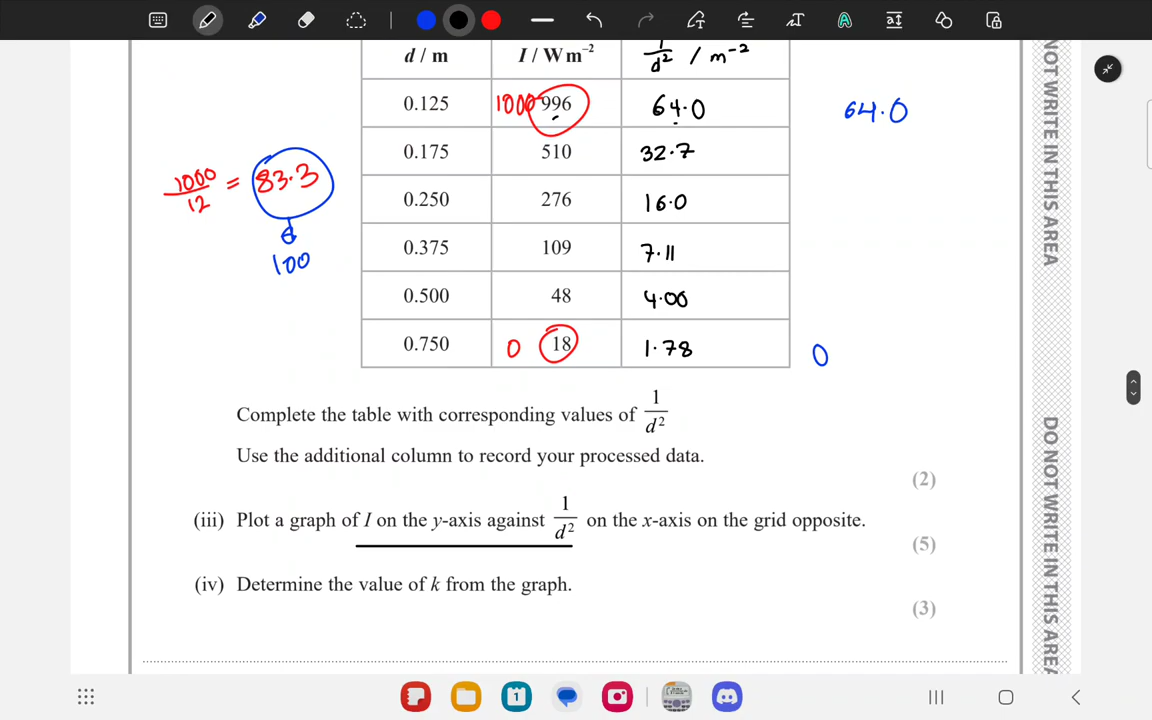 d / m I / W m⁻² 1/d² / m⁻²
0.125 1000 996 64.0 64.0
0.175 510 32.7
1000/12 = 83.3
0.250 276 16.0
0.375 109 7.11
100
0.500 48 4.00
0.750 0 18 1.78 0
Complete the table with corresponding values of 1/d²
Use the additional column to record your processed data.
(2)
(iii) Plot a graph of I on the y-axis against 1/d² on the x-axis on the grid opposite.
(5)
(iv) Determine the value of k from the graph.
(3)
NOT WRITE IN THIS AREA
DO NOT WRITE IN THIS AREA